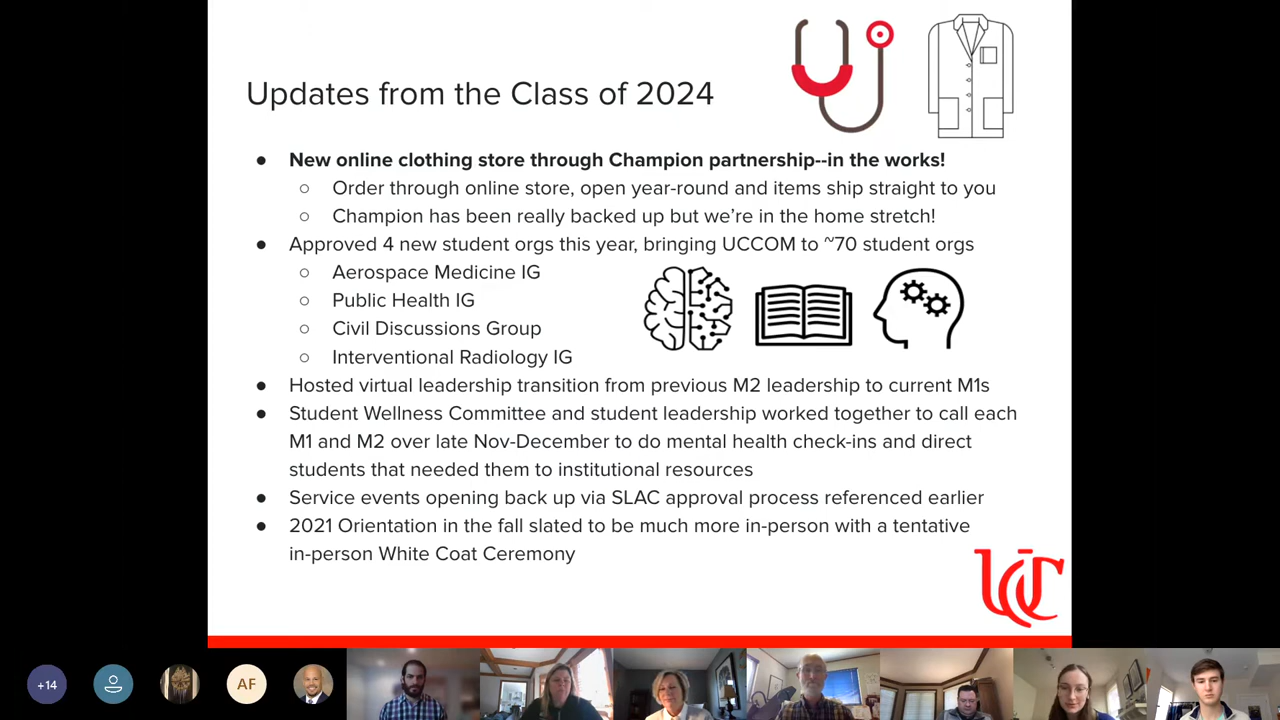 Updates from the Class of 2024
● New online clothing store through Champion partnership--in the works!
○ Order through online store, open year-round and items ship straight to you
○ Champion has been really backed up but we’re in the home stretch!
● Approved 4 new student orgs this year, bringing UCCOM to ~70 student orgs
○ Aerospace Medicine IG
○ Public Health IG
○ Civil Discussions Group
○ Interventional Radiology IG
● Hosted virtual leadership transition from previous M2 leadership to current M1s
● Student Wellness Committee and student leadership worked together to call each
M1 and M2 over late Nov-December to do mental health check-ins and direct
students that needed them to institutional resources
● Service events opening back up via SLAC approval process referenced earlier
● 2021 Orientation in the fall slated to be much more in-person with a tentative
in-person White Coat Ceremony
UC
+14
AF